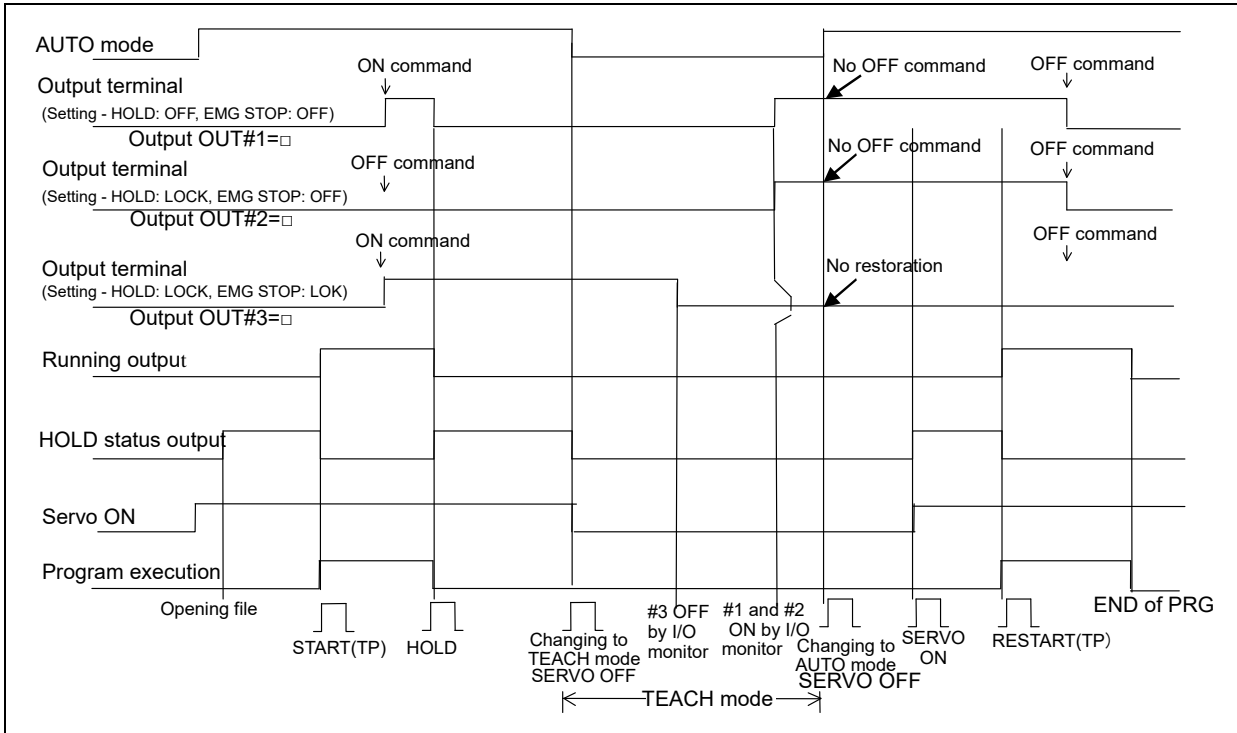 AUTO mode
ON command
No OFF command
OFF command
Output terminal
(Setting - HOLD: OFF, EMG STOP: OFF)
Output OUT#1=□
OFF command
No OFF command
OFF command
Output terminal
(Setting - HOLD: LOCK, EMG STOP: OFF)
Output OUT#2=□
ON command
OFF command
Output terminal
No restoration
(Setting - HOLD: LOCK, EMG STOP: LOK)
Output OUT#3=□
Running output
HOLD status output
Servo ON
Program execution
Opening file
START(TP)
HOLD
Changing to
TEACH mode
SERVO OFF
#3 OFF
by I/O
monitor
#1 and #2
ON by I/O
monitor
Changing to
AUTO mode
SERVO OFF
SERVO
ON
RESTART(TP)
END of PRG
TEACH mode